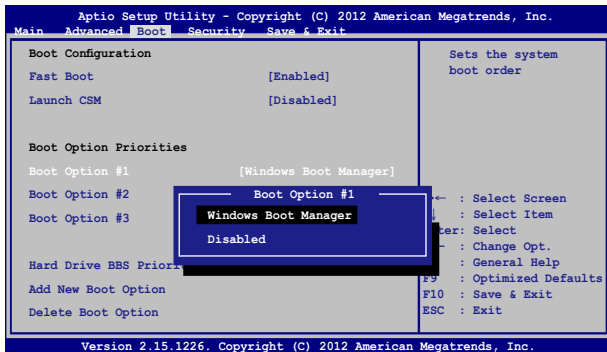 Aptio Setup Utility - Copyright (C) 2012 American Megatrends, Inc.
Main Advanced Boot Security Save & Exit
Boot Configuration
Fast Boot [Enabled]
Launch CSM [Disabled]
Boot Option Priorities
Boot Option #1 [Windows Boot Manager]
Boot Option #2
Boot Option #3
Hard Drive BBS
Add New Boot Option
Delete Boot Option
Boot Option #1
Windows Boot Manager
Disabled
Sets the system
boot order
→← : Select Screen
: Select Item
: Select
: Change Opt.
: General Help
F9 : Optimized Defaults
F10 : Save & Exit
ESC : Exit
Version 2.15.1226. Copyright (C) 2012 American Megatrends, Inc.